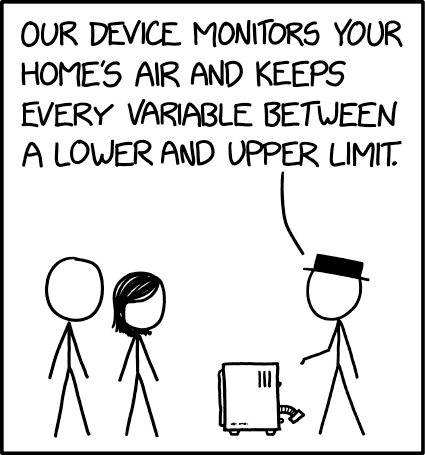 OUR DEVICE MONITORS YOUR
HOME'S AIR AND KEEPS
EVERY VARIABLE BETWEEN
A LOWER AND UPPER LIMIT.